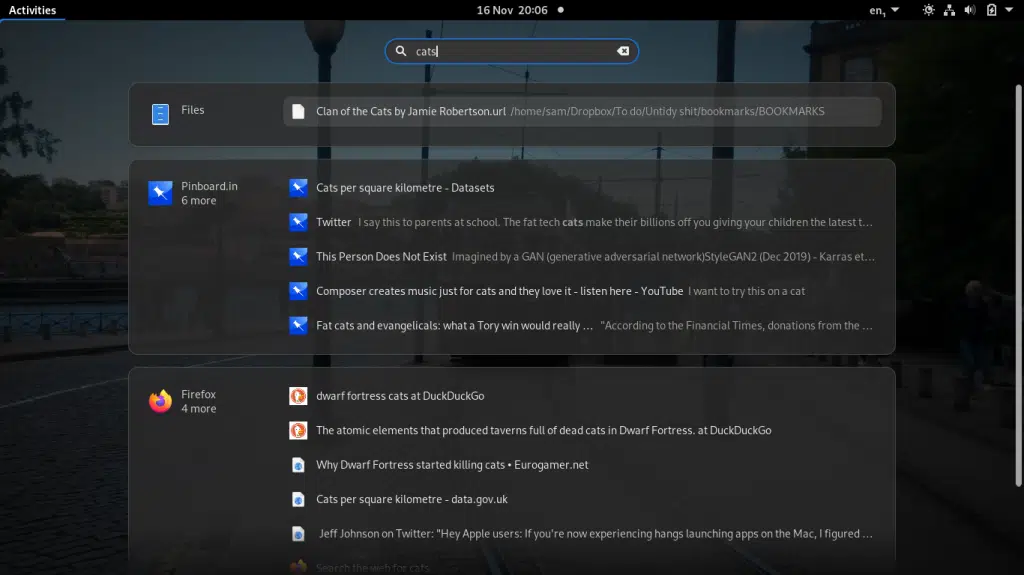 Activities
16 Nov 20:06
en₁
cats
Files
Clan of the Cats by Jamie Robertson.url /home/sam/Dropbox/To do/Untidy shit/bookmarks/BOOKMARKS
Pinboard.in
6 more
Cats per square kilometre - Datasets
Twitter I say this to parents at school. The fat tech cats make their billions off you giving your children the latest t...
This Person Does Not Exist Imagined by a GAN (generative adversarial network)StyleGAN2 (Dec 2019) - Karras et...
Composer creates music just for cats and they love it - listen here - YouTube I want to try this on a cat
Fat cats and evangelicals: what a Tory win would really ... "According to the Financial Times, donations from the ...
Firefox
4 more
dwarf fortress cats at DuckDuckGo
The atomic elements that produced taverns full of dead cats in Dwarf Fortress. at DuckDuckGo
Why Dwarf Fortress started killing cats • Eurogamer.net
Cats per square kilometre - data.gov.uk
Jeff Johnson on Twitter: "Hey Apple users: If you're now experiencing hangs launching apps on the Mac, I figured ...
Search the web for cats